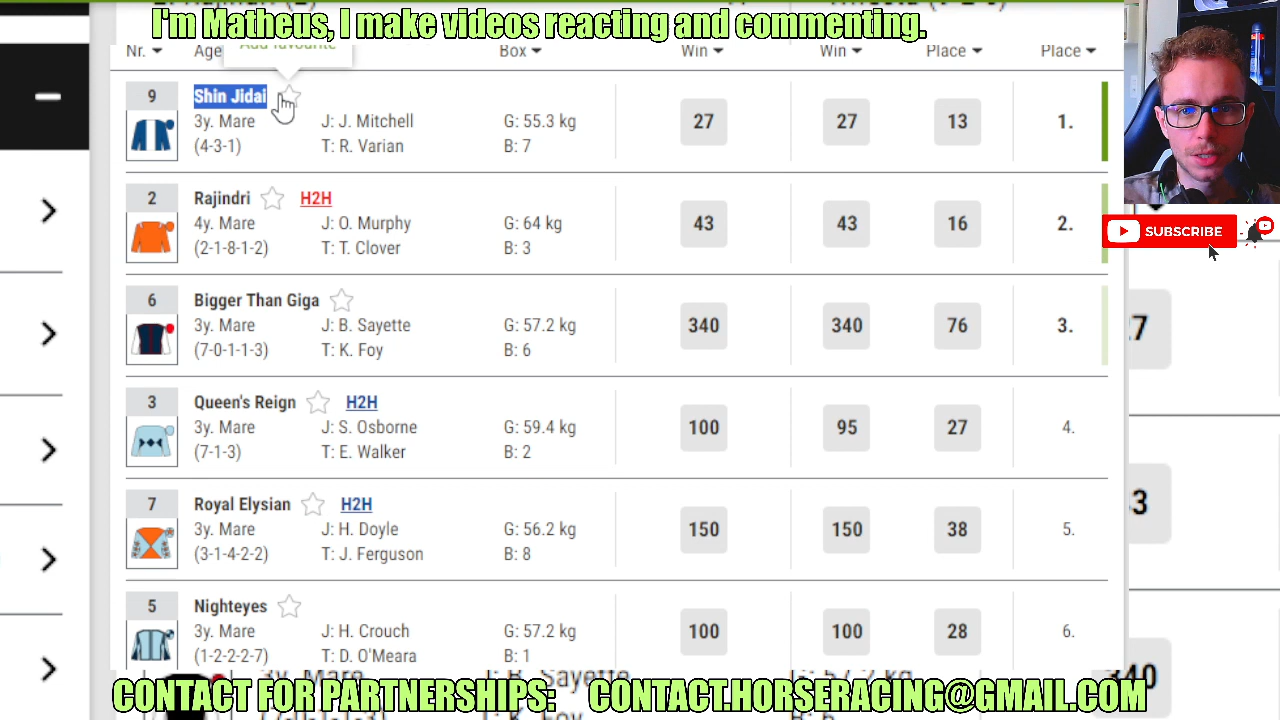 I'm Matheus, I make videos reacting and commenting.
Nr. Age Box Win Win Place Place
Add favourite
9 Shin Jidai
3y. Mare J: J. Mitchell G: 55.3 kg 27 27 13 1.
(4-3-1) T: R. Varian B: 7
2 Rajindri H2H
4y. Mare J: O. Murphy G: 64 kg 43 43 16 2.
(2-1-8-1-2) T: T. Clover B: 3
SUBSCRIBE
6 Bigger Than Giga
3y. Mare J: B. Sayette G: 57.2 kg 340 340 76 3.
(7-0-1-1-3) T: K. Foy B: 6
3 Queen's Reign H2H
3y. Mare J: S. Osborne G: 59.4 kg 100 95 27 4.
(7-1-3) T: E. Walker B: 2
7 Royal Elysian H2H
3y. Mare J: H. Doyle G: 56.2 kg 150 150 38 5.
(3-1-4-2-2) T: J. Ferguson B: 8
5 Nighteyes
3y. Mare J: H. Crouch G: 57.2 kg 100 100 28 6.
(1-2-2-2-7) T: D. O'Meara B: 1
CONTACT FOR PARTNERSHIPS: CONTACT.HORSERACING@GMAIL.COM